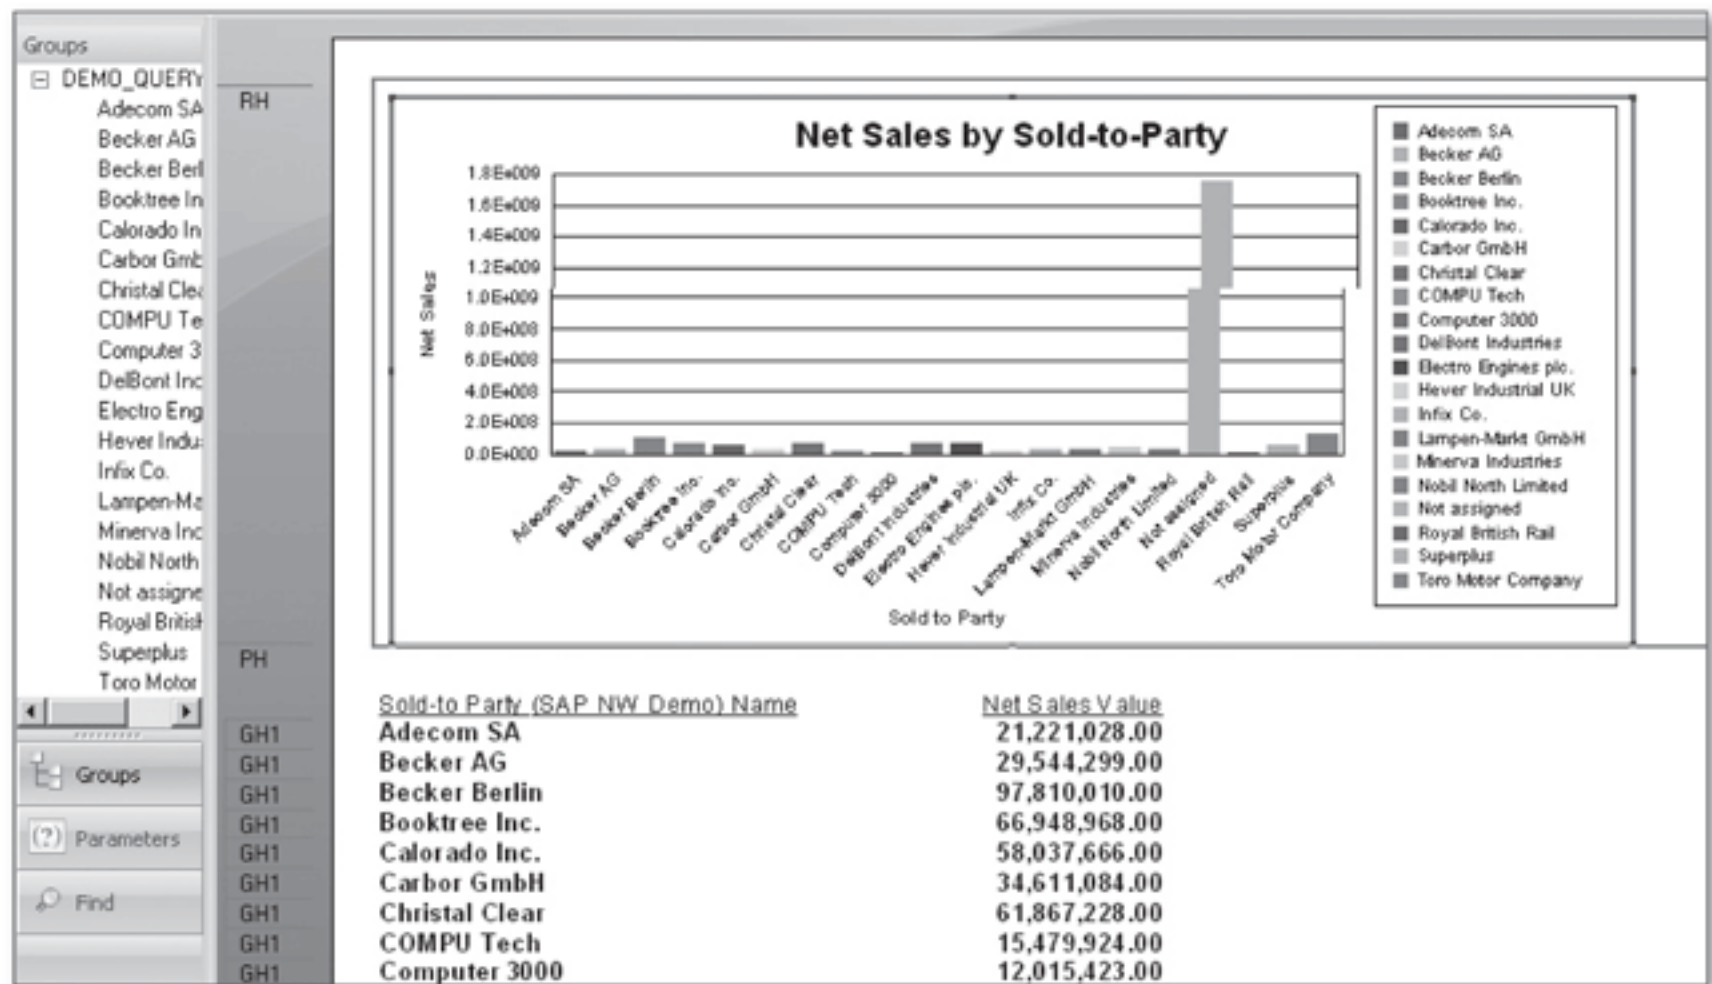 Groups
DEMO_QUERY
Adecom SA
Becker AG
Becker Berl
Booktree In
Calorado In
Carbor Gmb
Christal Clea
COMPU Te
Computer 3
DelBont Ind
Electro Eng
Hever Indu
Infix Co.
Lampen-Ma
Minerva Ind
Nobil North
Not assigne
Royal British
Superplus
Toro Motor
Groups
(?) Parameters
Find
RH
PH
GH1
GH1
GH1
GH1
GH1
GH1
GH1
GH1
GH1
Net Sales by Sold-to-Party
Net Sales
1.8E+009
1.6E+009
1.4E+009
1.2E+009
1.0E+009
8.0E+008
6.0E+008
4.0E+008
2.0E+008
0.0E+000
Adecom SA
Becker AG
Becker Berlin
Booktree Inc.
Calorado Inc.
Carbor GmbH
Christal Clear
COMPU Tech
Computer 3000
DelBont Industries
Electro Engines plc.
Hever Industrial UK
Infix Co.
Lampen-Markt GmbH
Minerva Industries
Nobil North Limited
Not assigned
Royal British Rail
Superplus
Toro Motor Company
Sold to Party
Adecom SA
Becker AG
Becker Berlin
Booktree Inc.
Calorado Inc.
Carbor GmbH
Christal Clear
COMPU Tech
Computer 3000
DelBont Industries
Electro Engines plc.
Hever Industrial UK
Infix Co.
Lampen-Markt GmbH
Minerva Industries
Nobil North Limited
Not assigned
Royal British Rail
Superplus
Toro Motor Company
Sold-to Party (SAP NW Demo) Name Net Sales Value
Adecom SA 21,221,028.00
Becker AG 29,544,299.00
Becker Berlin 97,810,010.00
Booktree Inc. 66,948,968.00
Calorado Inc. 58,037,666.00
Carbor GmbH 34,611,084.00
Christal Clear 61,867,228.00
COMPU Tech 15,479,924.00
Computer 3000 12,015,423.00